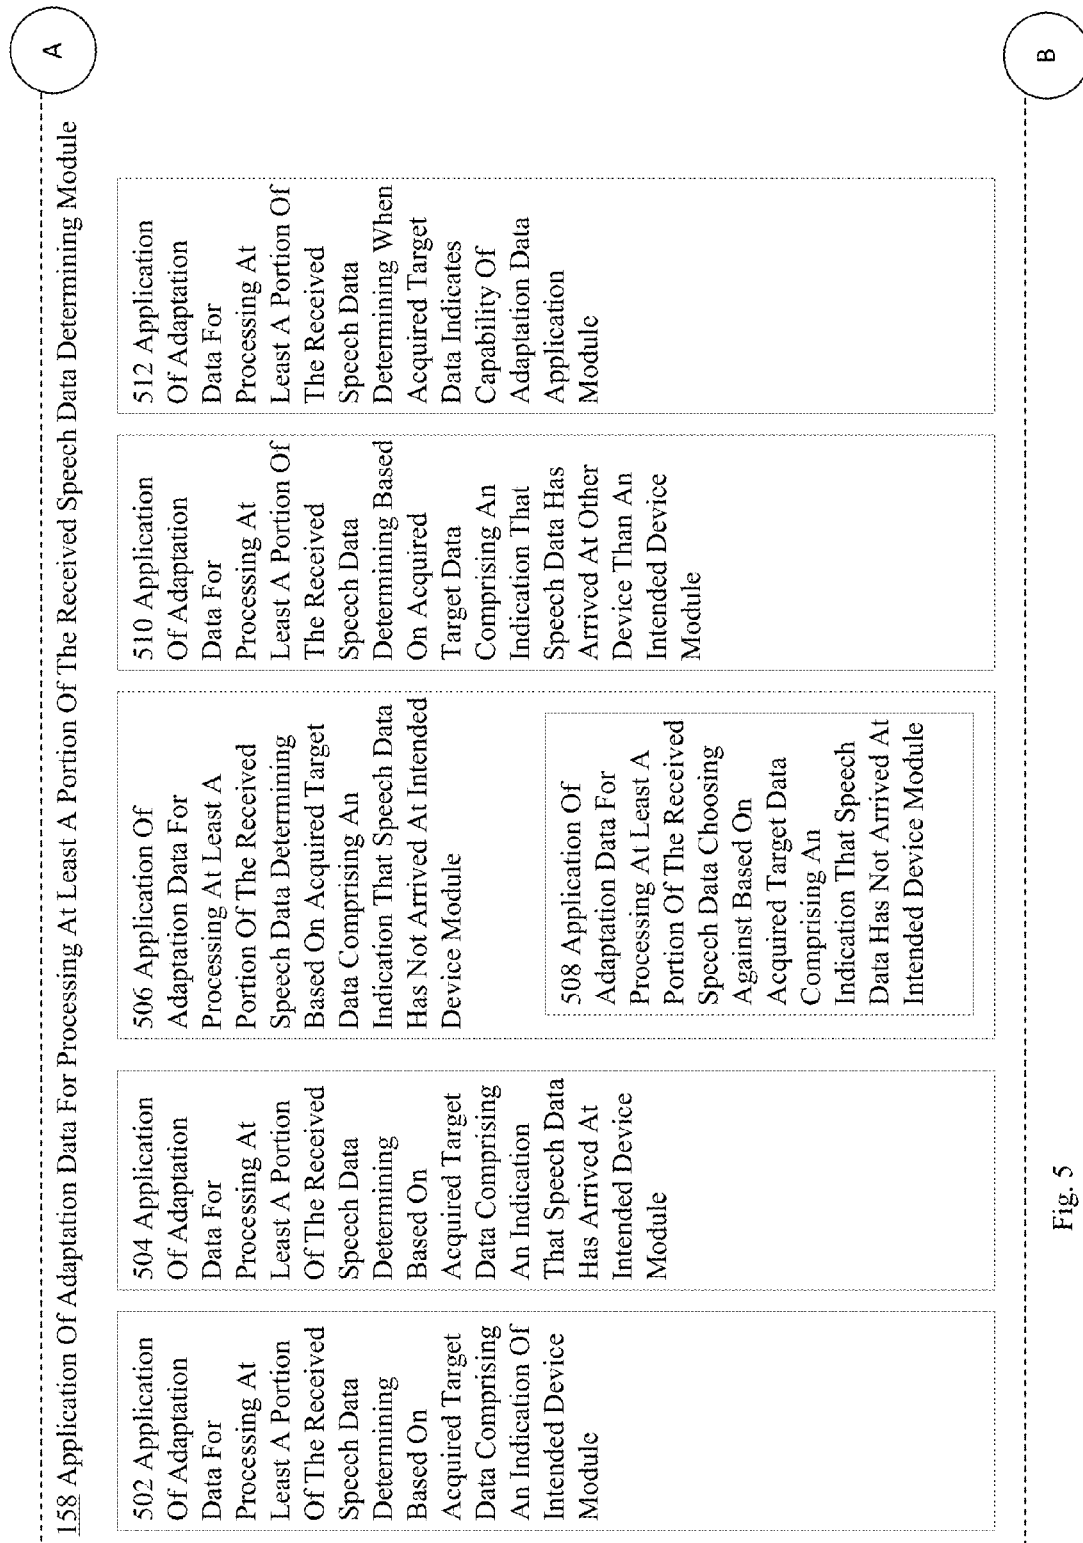 A
158 Application Of Adaptation Data For Processing At Least A Portion Of The Received Speech Data Determining Module
502 Application
Of Adaptation
Data For
Processing At
Least A Portion
Of The Received
Speech Data
Determining
Based On
Acquired Target
Data Comprising
An Indication Of
Intended Device
Module
504 Application
Of Adaptation
Data For
Processing At
Least A Portion
Of The Received
Speech Data
Determining
Based On
Acquired Target
Data Comprising
An Indication
That Speech Data
Has Arrived At
Intended Device
Module
506 Application Of
Adaptation Data For
Processing At Least A
Portion Of The Received
Speech Data Determining
Based On Acquired Target
Data Comprising An
Indication That Speech Data
Has Not Arrived At Intended
Device Module
508 Application Of
Adaptation Data For
Processing At Least A
Portion Of The Received
Speech Data Choosing
Against Based On
Acquired Target Data
Comprising An
Indication That Speech
Data Has Not Arrived At
Intended Device Module
510 Application
Of Adaptation
Data For
Processing At
Least A Portion Of
The Received
Speech Data
Determining Based
On Acquired
Target Data
Comprising An
Indication That
Speech Data Has
Arrived At Other
Device Than An
Intended Device
Module
512 Application
Of Adaptation
Data For
Processing At
Least A Portion Of
The Received
Speech Data
Determining When
Acquired Target
Data Indicates
Capability Of
Adaptation Data
Application
Module
B
Fig. 5